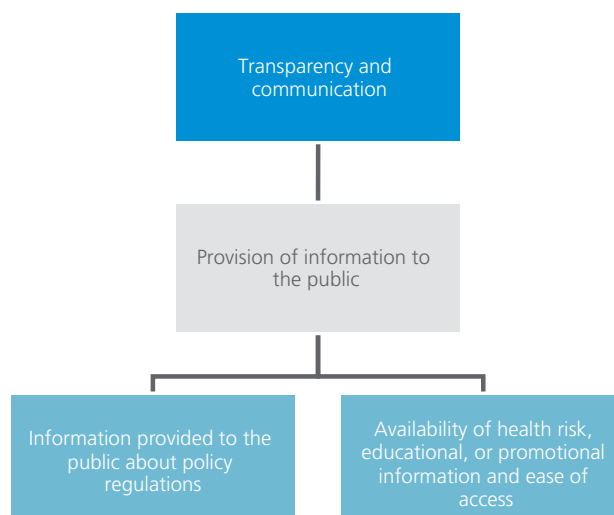 Transparency and
communication
Provision of information to
the public
Information provided to the
public about policy
regulations
Availability of health risk,
educational, or promotional
information and ease of
access